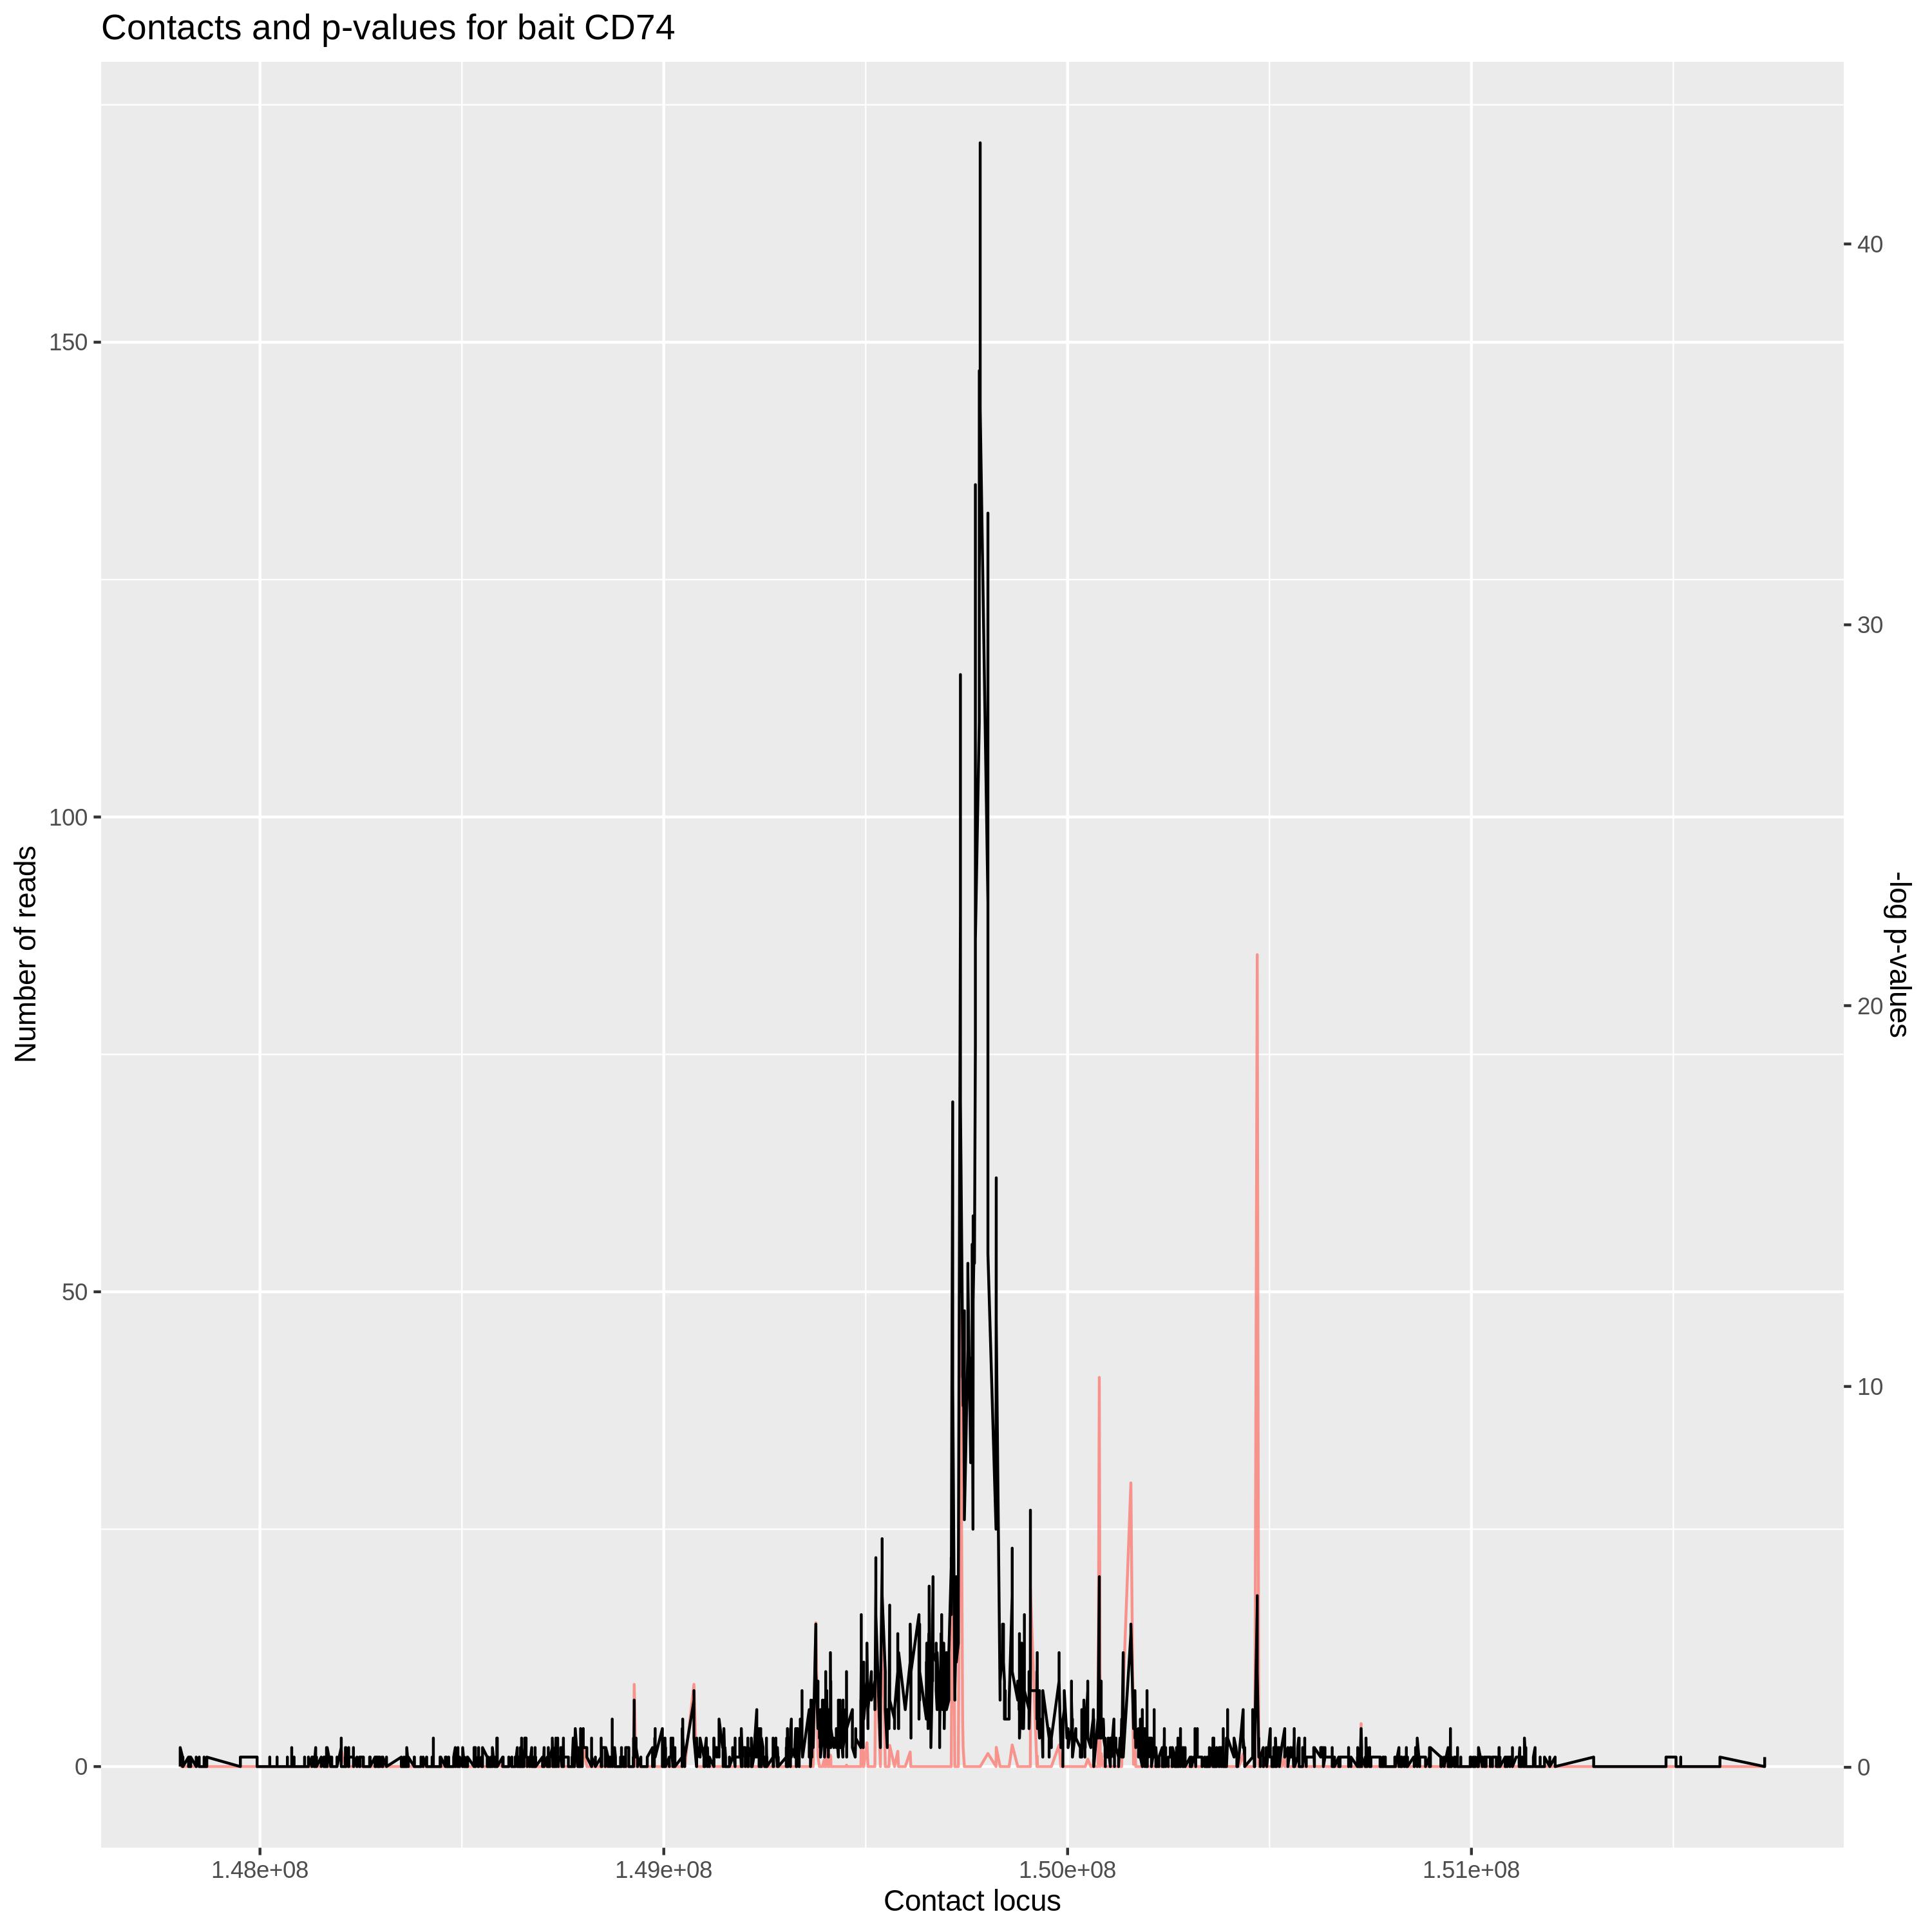 Contacts and p-values for bait CD74
Number of reads
150
100
50
0
40
30
20
10
0
-log p-values
1.48e+08
1.49e+08
1.50e+08
1.51e+08
Contact locus